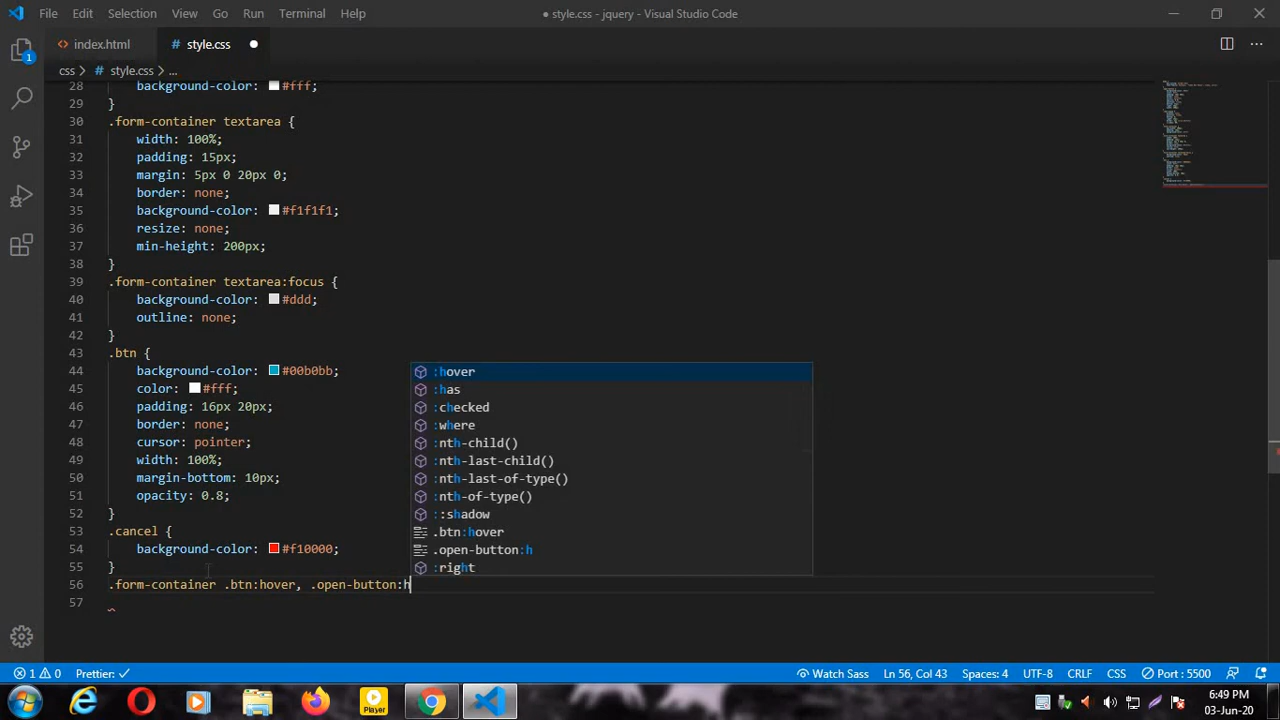 File Edit Selection View Go Run Terminal Help ● style.css - jquery - Visual Studio Code
index.html style.css
css > style.css > ...
28 background-color: #fff;
29 }
30 .form-container textarea {
31 width: 100%;
32 padding: 15px;
33 margin: 5px 0 20px 0;
34 border: none;
35 background-color: #f1f1f1;
36 resize: none;
37 min-height: 200px;
38 }
39 .form-container textarea:focus {
40 background-color: #ddd;
41 outline: none;
42 }
43 .btn {
44 background-color: #00b0bb;
45 color: #fff;
46 padding: 16px 20px;
47 border: none;
48 cursor: pointer;
49 width: 100%;
50 margin-bottom: 10px;
51 opacity: 0.8;
52 }
53 .cancel {
54 background-color: #f10000;
55 }
56 .form-container .btn:hover, .open-button:h
57
:hover
:has
:checked
:where
:nth-child()
:nth-last-child()
:nth-last-of-type()
:nth-of-type()
::shadow
.btn:hover
.open-button:h
:right
1
1 0 Prettier: ✓ Watch Sass Ln 56, Col 43 Spaces: 4 UTF-8 CRLF CSS Port : 5500
Player
6:49 PM
03-Jun-20